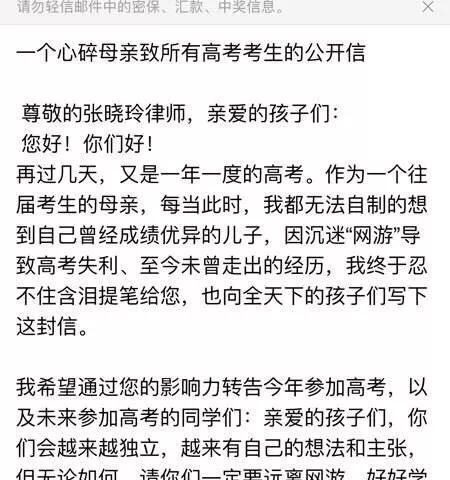 请勿轻信邮件中的密保、汇款、中奖信息。
一个心碎母亲致所有高考考生的公开信
尊敬的张晓玲律师，亲爱的孩子们：
您好！你们好！
再过几天，又是一年一度的高考。作为一个往
届考生的母亲，每当此时，我都无法自制的想
到自己曾经成绩优异的儿子，因沉迷“网游”导
致高考失利、至今未曾走出的经历，我终于忍
不住含泪提笔给您，也向全天下的孩子们写下
这封信。
我希望通过您的影响力转告今年参加高考，以
及未来参加高考的同学们：亲爱的孩子们，你
们会越来越独立，越来有自己的想法和主张，
但无论如何，请你们一定要远离网游，好好学